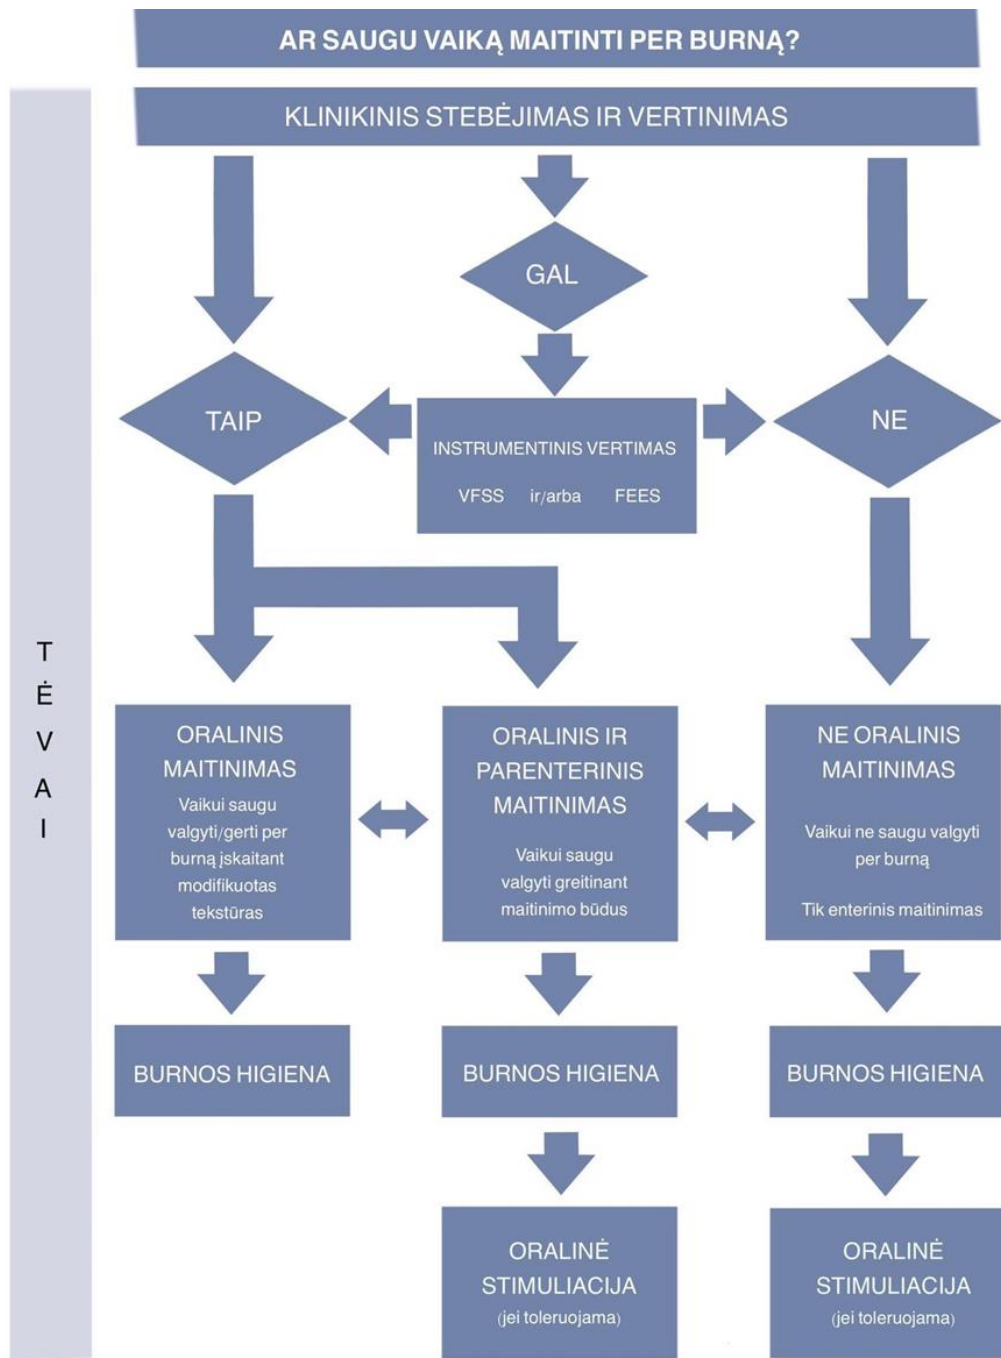 AR SAUGU VAIKĄ MAITINTI PER BURNĄ?
KLINIKINIS STEBĖJIMAS IR VERTINIMAS
GAL
TAIP
INSTRUMENTINIS VERTIMAS
VFSS ir/arba FEES
NE
T
Ė
V
A
I
ORALINIS
MAITINIMAS
Vaikui saugu
valgyti/gerti per
burną įskaitant
modifikuotas
tekstūras
ORALINIS IR
PARENTERINIS
MAITINIMAS
Vaikui saugu
valgyti greitinant
maitinimo būdus
NE ORALINIS
MAITINIMAS
Vaikui ne saugu valgyti
per burną
Tik enterinis maitinimas
BURNOS HIGIENA
BURNOS HIGIENA
BURNOS HIGIENA
ORALINĖ
STIMULIACIJA
(jei toleruojama)
ORALINĖ
STIMULIACIJA
(jei toleruojama)